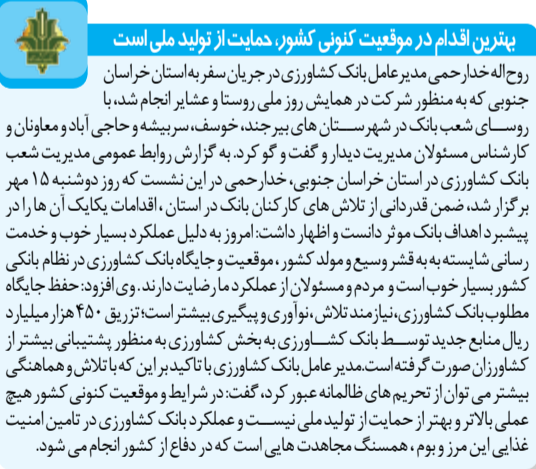 بهترین اقدام در موقعیت کنونی کشور، حمایت از تولید ملی است
روح‌اله خدارحمی مدیرعامل بانک کشاورزی در جریان سفر به استان خراسان
جنوبی که به منظور شرکت در همایش روز ملی روستا و عشایر انجام شد، با
روسای شعب بانک در شهرستان های بیرجند، خوسف، سربیشه و حاجی آباد و معاونان و
کارشناس مسئولان مدیریت دیدار و گفت و گو کرد. به گزارش روابط عمومی مدیریت شعب
بانک کشاورزی در استان خراسان جنوبی، خدارحمی در این نشست که روز دوشنبه ۱۵ مهر
برگزار شد، ضمن قدردانی از تلاش های کارکنان بانک در استان ، اقدامات یکایک آن ها را در
پیشبرد اهداف بانک موثر دانست و اظهار داشت: امروز به دلیل عملکرد بسیار خوب و خدمت
رسانی شایسته به به قشر وسیع و مولد کشور ، موقعیت و جایگاه بانک کشاورزی در نظام بانکی
کشور بسیار خوب است و مردم و مسئولان از عملکرد ما رضایت دارند . وی افزود: حفظ جایگاه
مطلوب بانک کشاورزی، نیازمند تلاش ، نوآوری و پیگیری بیشتر است؛ تزریق ۴۵۰ هزار میلیارد
ریال منابع جدید توسط بانک کشاورزی به بخش کشاورزی به منظور پشتیبانی بیشتر از
کشاورزان صورت گرفته است.مدیر عامل بانک کشاورزی با تاکید بر این که با تلاش و هماهنگی
بیشتر می توان از تحریم های ظالمانه عبور کرد، گفت: در شرایط و موقعیت کنونی کشور هیچ
عملی بالاتر و بهتر از حمایت از تولید ملی نیست و عملکرد بانک کشاورزی در تامین امنیت
غذایی این مرز و بوم ، همسنگ مجاهدت هایی است که در دفاع از کشور انجام می شود.